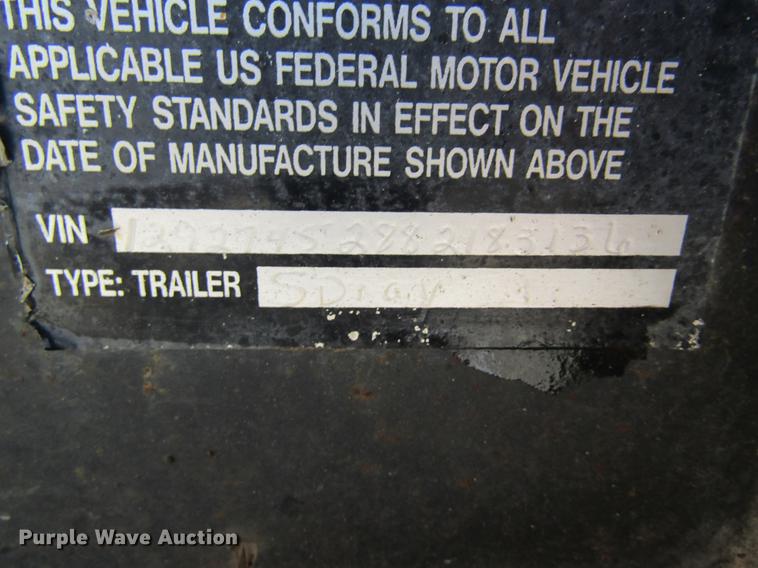 THIS VEHICLE CONFORMS TO ALL
APPLICABLE US FEDERAL MOTOR VEHICLE
SAFETY STANDARDS IN EFFECT ON THE
DATE OF MANUFACTURE SHOWN ABOVE
VIN
TYPE: TRAILER Spray
Purple Wave Auction